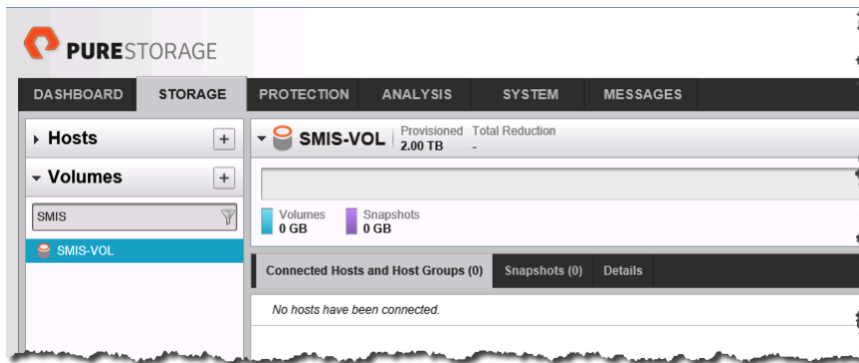 PURESTORAGE
DASHBOARD STORAGE PROTECTION ANALYSIS SYSTEM MESSAGES
Hosts
Volumes
SMIS
SMIS-VOL
SMIS-VOL Provisioned Total Reduction
2.00 TB -
Volumes Snapshots
0 GB 0 GB
Connected Hosts and Host Groups (0) Snapshots (0) Details
No hosts have been connected.